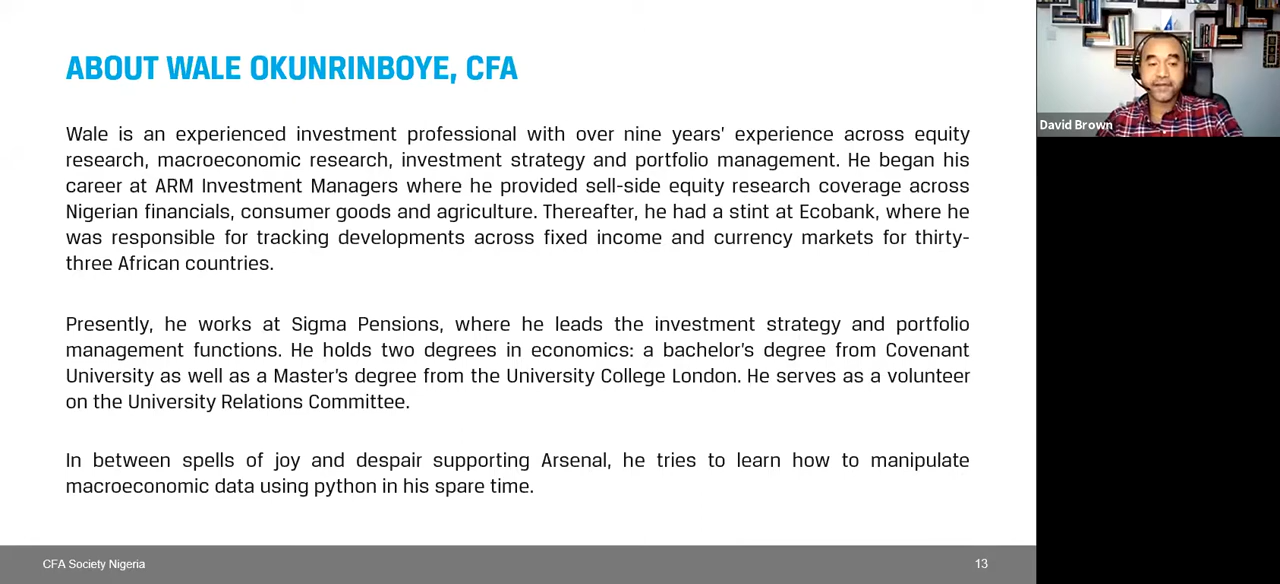 ABOUT WALE OKUNRINBOYE, CFA
Wale is an experienced investment professional with over nine years' experience across equity
research, macroeconomic research, investment strategy and portfolio management. He began his
career at ARM Investment Managers where he provided sell-side equity research coverage across
Nigerian financials, consumer goods and agriculture. Thereafter, he had a stint at Ecobank, where he
was responsible for tracking developments across fixed income and currency markets for thirty-
three African countries.
Presently, he works at Sigma Pensions, where he leads the investment strategy and portfolio
management functions. He holds two degrees in economics: a bachelor's degree from Covenant
University as well as a Master's degree from the University College London. He serves as a volunteer
on the University Relations Committee.
In between spells of joy and despair supporting Arsenal, he tries to learn how to manipulate
macroeconomic data using python in his spare time.
CFA Society Nigeria
13
David Brown